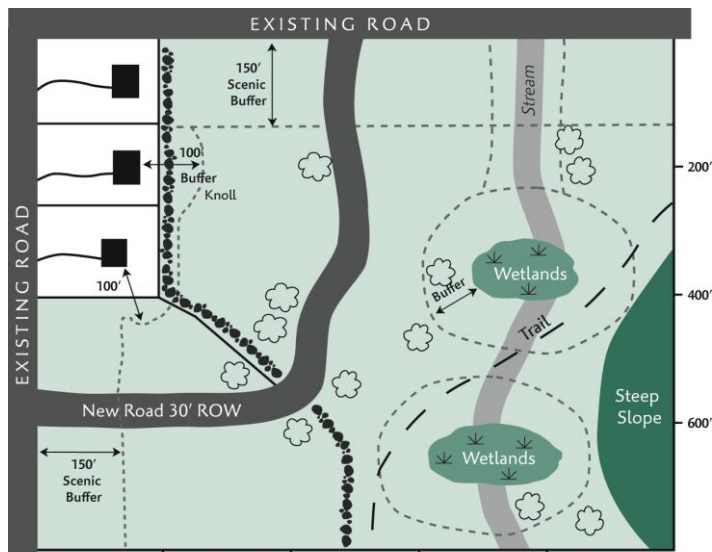 EXISTING ROAD
EXISTING ROAD
150'
Scenic
Buffer
Stream
100'
Buffer
Knoll
200'
Wetlands
Buffer
100'
400'
Trail
Steep
Slope
New Road 30' ROW
600'
Wetlands
150'
Scenic
Buffer